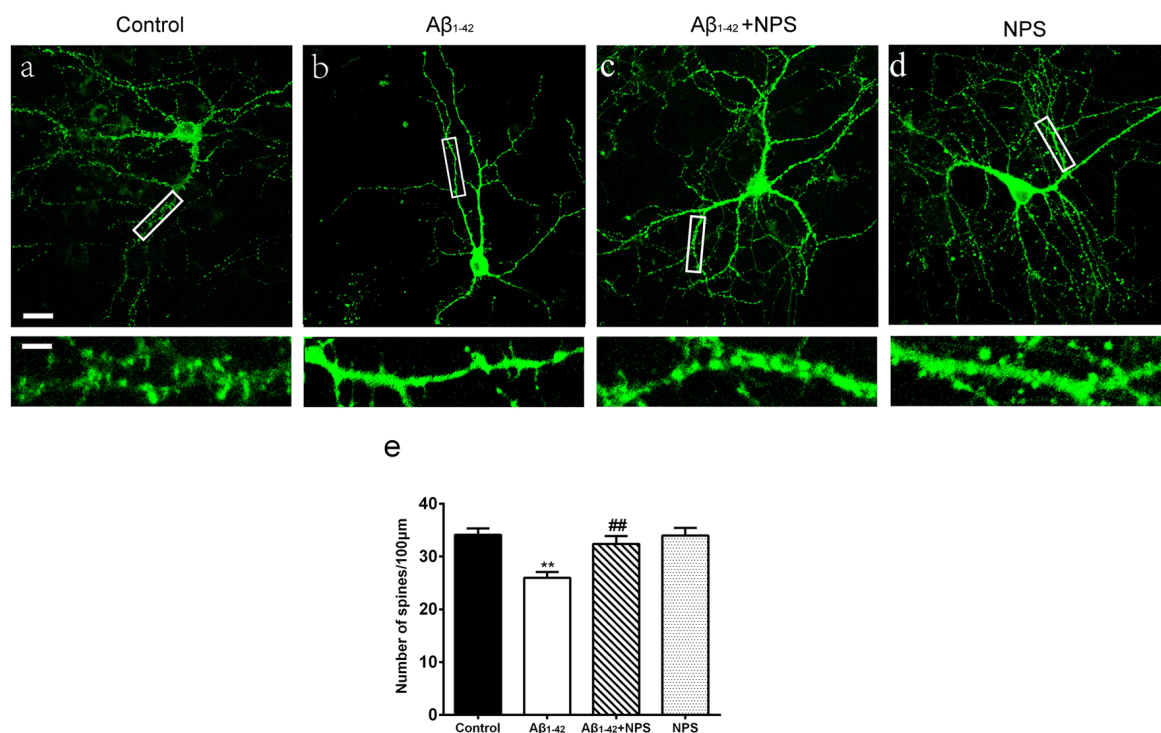 Control
Aβ1-42
Aβ1-42 +NPS
NPS
a
b
c
d
e
Number of spines/100μm
40
30
20
10
0
**
##
Control
Aβ1-42
Aβ1-42+NPS
NPS